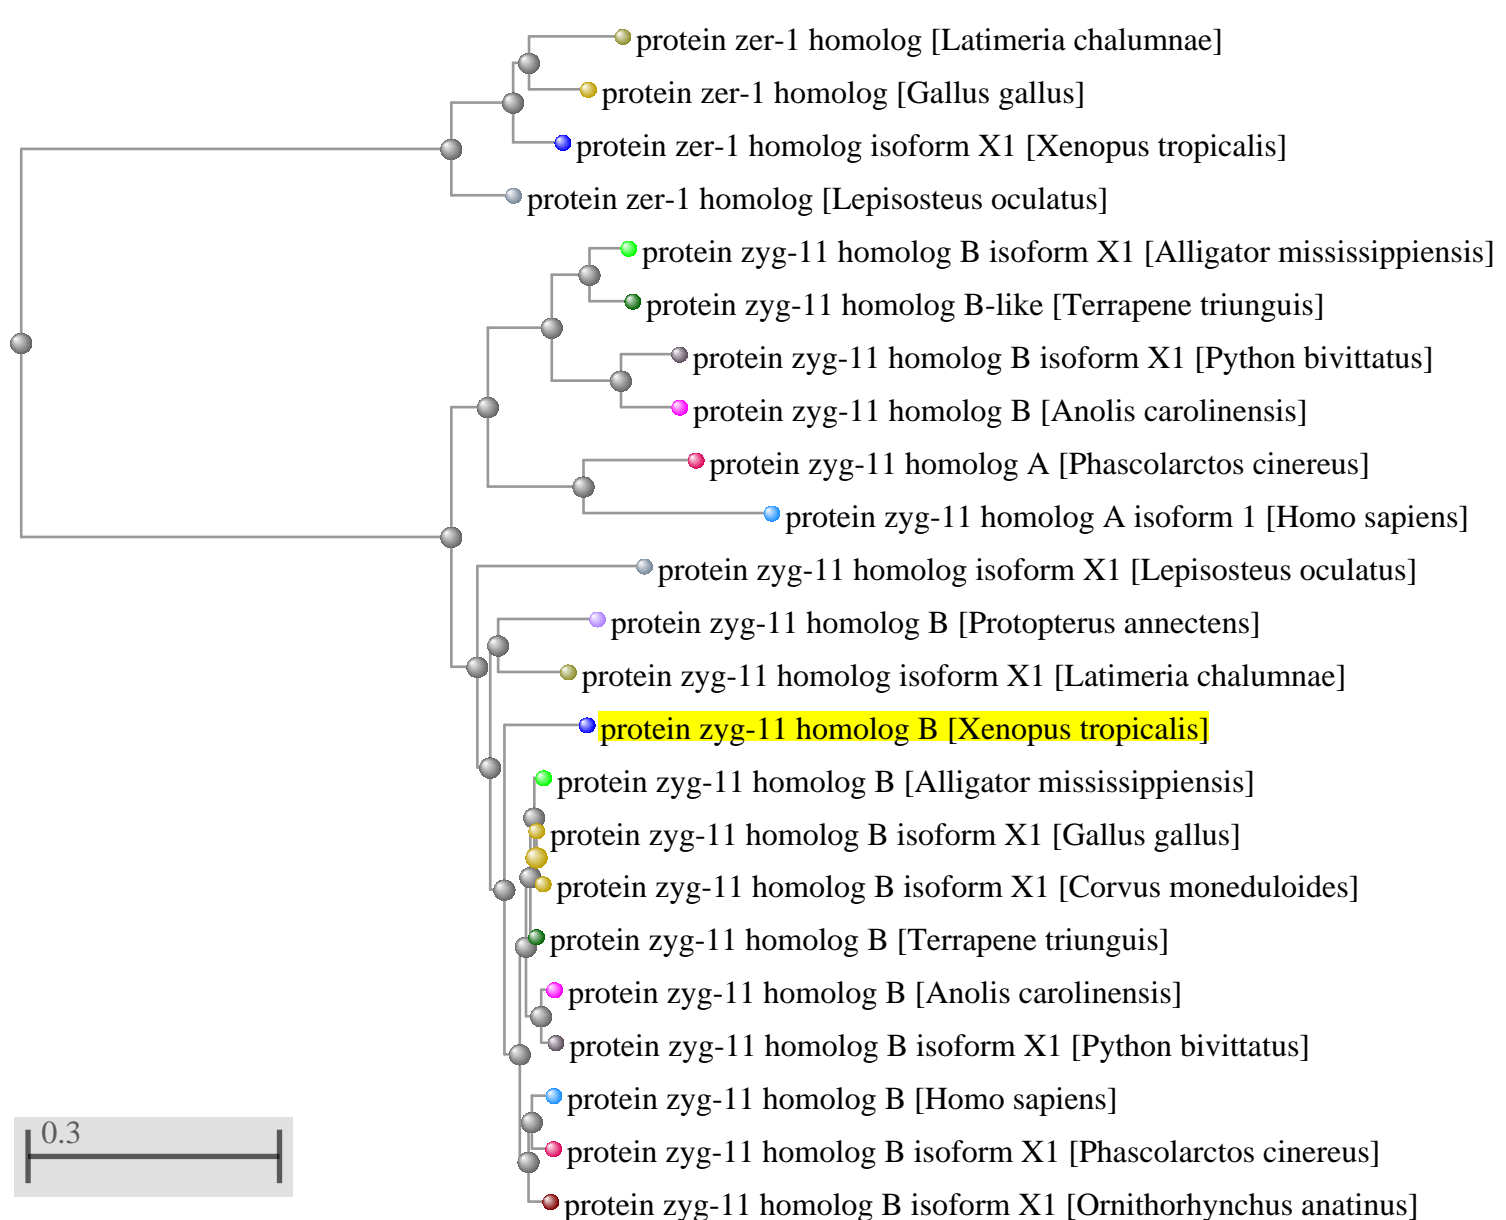 protein zer-1 homolog [Latimeria chalumnae]
protein zer-1 homolog [Gallus gallus]
protein zer-1 homolog isoform X1 [Xenopus tropicalis]
protein zer-1 homolog [Lepisosteus oculatus]
protein zyg-11 homolog B isoform X1 [Alligator mississippiensis]
protein zyg-11 homolog B-like [Terrapene triunguis]
protein zyg-11 homolog B isoform X1 [Python bivittatus]
protein zyg-11 homolog B [Anolis carolinensis]
protein zyg-11 homolog A [Phascolarctos cinereus]
protein zyg-11 homolog A isoform 1 [Homo sapiens]
protein zyg-11 homolog isoform X1 [Lepisosteus oculatus]
protein zyg-11 homolog B [Protopterus annectens]
protein zyg-11 homolog isoform X1 [Latimeria chalumnae]
protein zyg-11 homolog B [Xenopus tropicalis]
protein zyg-11 homolog B [Alligator mississippiensis]
protein zyg-11 homolog B isoform X1 [Gallus gallus]
protein zyg-11 homolog B isoform X1 [Corvus moneduloides]
protein zyg-11 homolog B [Terrapene triunguis]
protein zyg-11 homolog B [Anolis carolinensis]
protein zyg-11 homolog B isoform X1 [Python bivittatus]
protein zyg-11 homolog B [Homo sapiens]
protein zyg-11 homolog B isoform X1 [Phascolarctos cinereus]
protein zyg-11 homolog B isoform X1 [Ornithorhynchus anatinus]
0.3